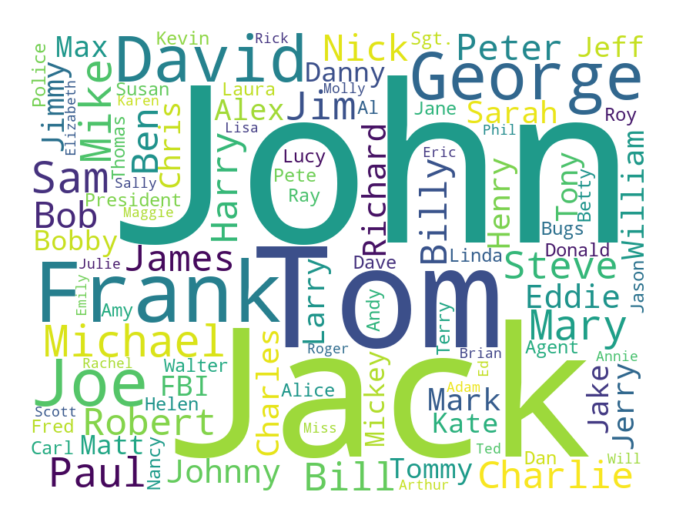 Police
Jimmy
Max
Elizabeth
Mike
Kevin
David
Rick
Nick
Sgt.
Peter
Jeff
Susan
Karen
Thomas
Ben
Chris
Laura
Alex
Lisa
Jim
Danny
Molly
Al
George
Jane
Sarah
Phil
Roy
John
Sam
Sally
Harry
Lucy
Pete
Ray
Richard
Eric
Billy
Henry
Tony
Betty
William
President
Maggie
Bob
Bobby
Bugs
Donald
Julie
James
Dave
Linda
Steve
Jason
Frank
Tom
Emily
Amy
Larry
Andy
Terry
Eddie
Mary
Michael
Charles
Roger
Jack
Brian
Agent
Annie
Rachel
Walter
Joe
FBI
Helen
Alice
Mickey
Adam
Ed
Mark
Kate
Jake
Jerry
Scott
Fred
Robert
Miss
Carl
Matt
Nancy
Paul
Johnny
Bill
Tommy
Arthur
Ted
Charlie
Dan
Will